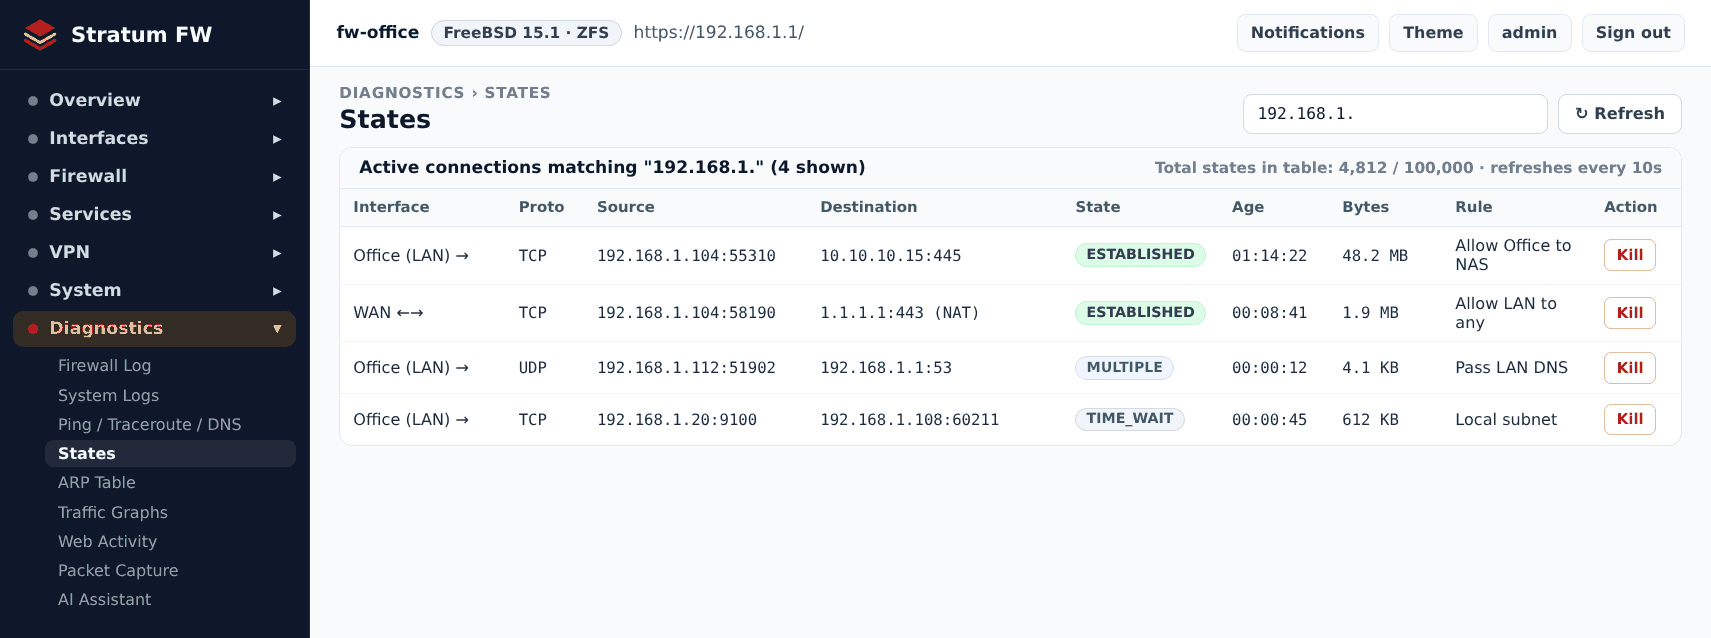 Stratum FW
fw-office
FreeBSD 15.1 · ZFS
https://192.168.1.1/
Notifications
Theme
admin
Sign out
Overview ▸
Interfaces ▸
Firewall ▸
Services ▸
VPN ▸
System ▸
Diagnostics ▾
Firewall Log
System Logs
Ping / Traceroute / DNS
States
ARP Table
Traffic Graphs
Web Activity
Packet Capture
AI Assistant
DIAGNOSTICS › STATES
States
192.168.1.
↻ Refresh
Active connections matching "192.168.1." (4 shown)
Total states in table: 4,812 / 100,000 · refreshes every 10s
Interface Proto Source Destination State Age Bytes Rule Action
Office (LAN) → TCP 192.168.1.104:55310 10.10.10.15:445 ESTABLISHED 01:14:22 48.2 MB Allow Office to
NAS Kill
WAN ←→ TCP 192.168.1.104:58190 1.1.1.1:443 (NAT) ESTABLISHED 00:08:41 1.9 MB Allow LAN to
any Kill
Office (LAN) → UDP 192.168.1.112:51902 192.168.1.1:53 MULTIPLE 00:00:12 4.1 KB Pass LAN DNS Kill
Office (LAN) → TCP 192.168.1.20:9100 192.168.1.108:60211 TIME_WAIT 00:00:45 612 KB Local subnet Kill